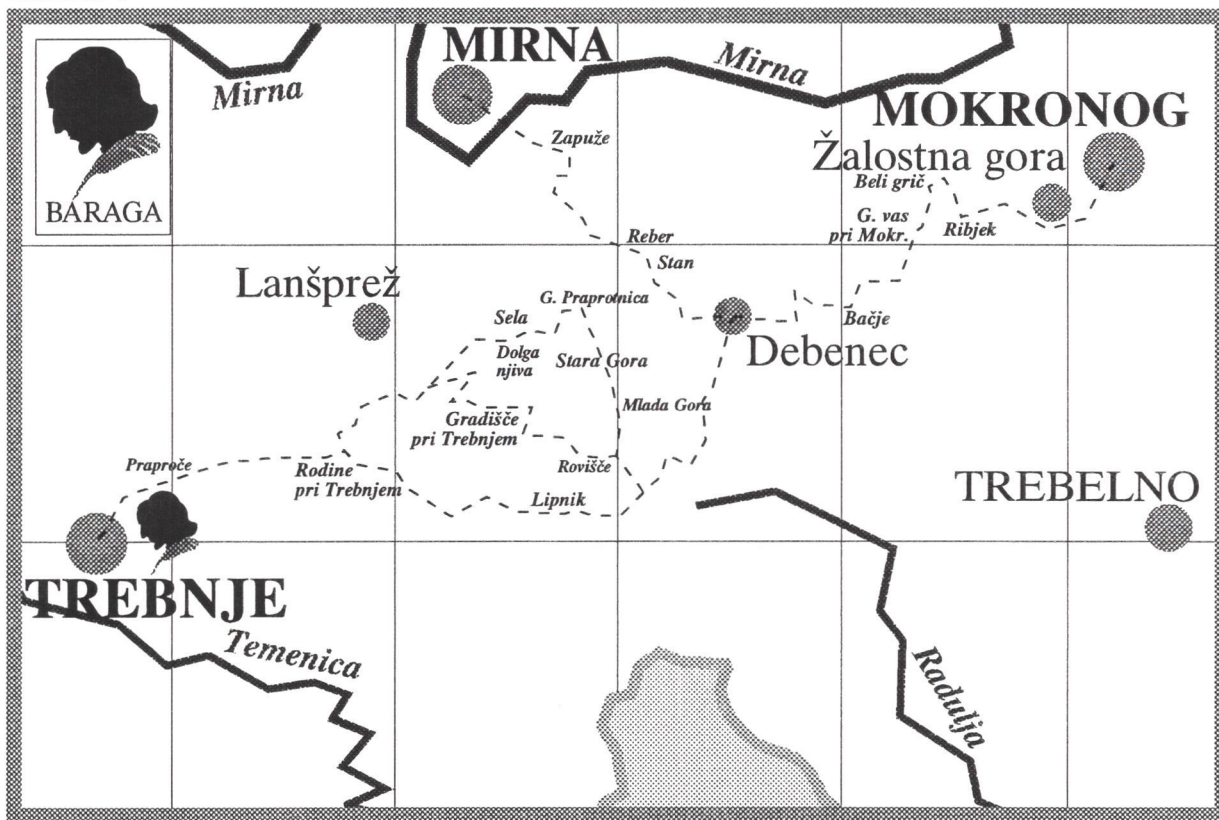 MIRNA
Mirna
Mirna
MOKRONOG
Žalostna gora
Zapuže
Beli grič
BARAGA
G. vas
pri Mokr.
Ribjek
Reber
Stan
Lanšprež
G. Praprotnica
Sela
Bačje
Debenec
Dolga
njiva
Stara Gora
Mlada Gora
Gradišče
pri Trebnjem
Praproče
Rodine
pri Trebnjem
Rovišče
Lipnik
TREBELNO
TREBNJE
Temenica
Radulja